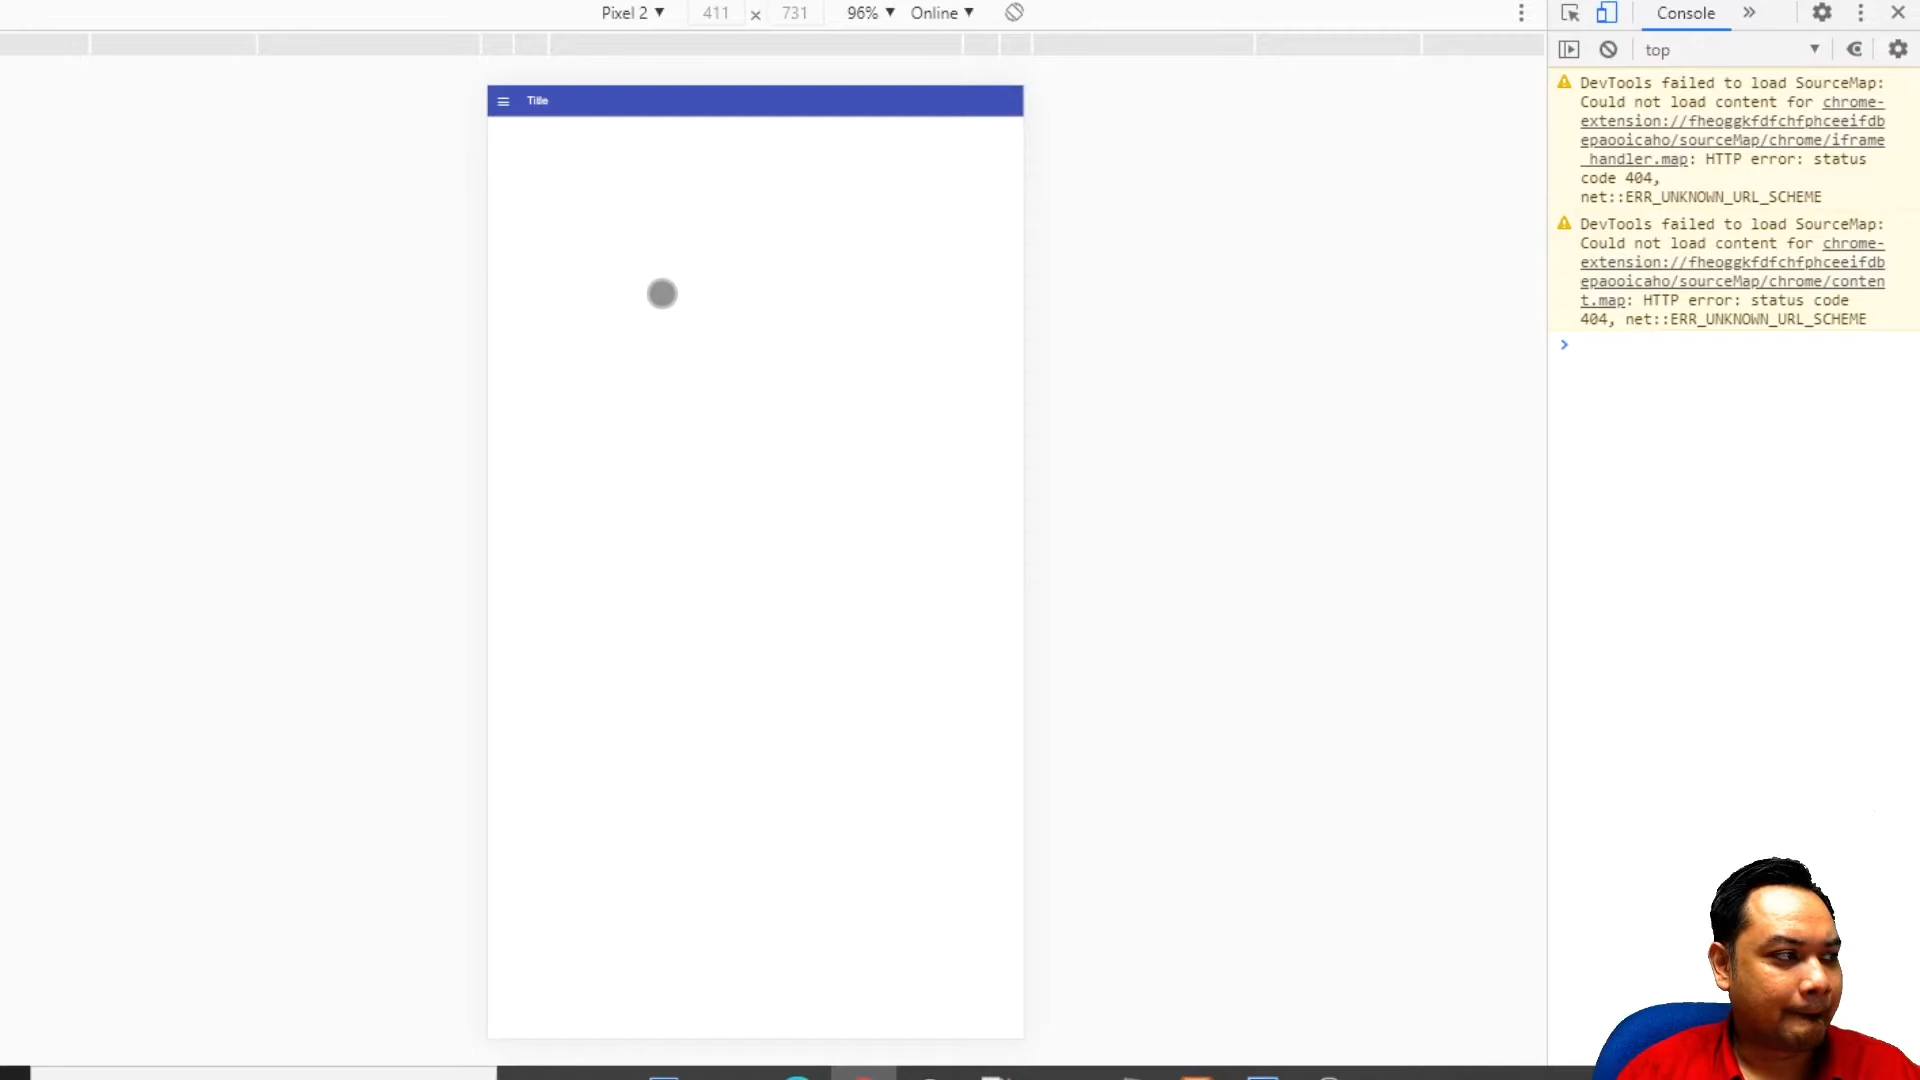 Pixel 2 411 x 731 96% Online
Console
top
Title
DevTools failed to load SourceMap:
Could not load content for chrome-
extension://fheoggkfdfchfphceeifdb
epaooicaho/sourceMap/chrome/iframe
_handler.map: HTTP error: status
code 404,
net::ERR_UNKNOWN_URL_SCHEME
DevTools failed to load SourceMap:
Could not load content for chrome-
extension://fheoggkfdfchfphceeifdb
epaooicaho/sourceMap/chrome/conten
t.map: HTTP error: status code
404, net::ERR_UNKNOWN_URL_SCHEME